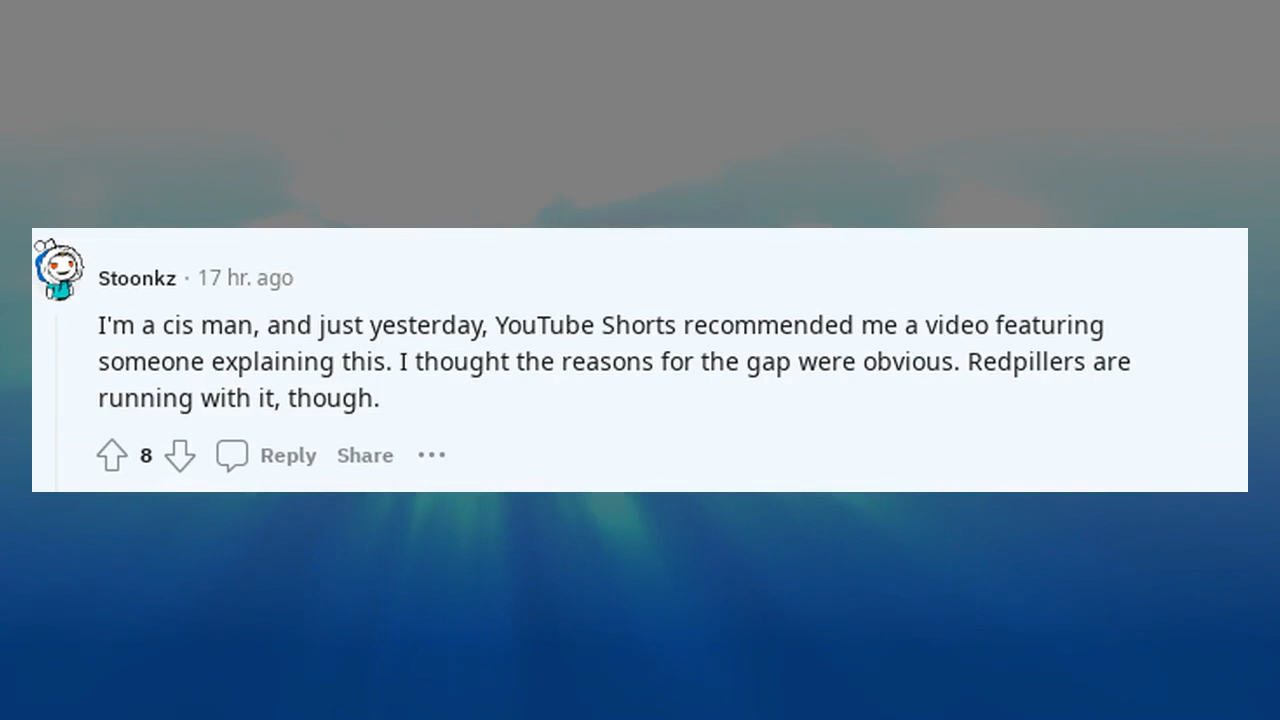 Stoonkz · 17 hr. ago
I'm a cis man, and just yesterday, YouTube Shorts recommended me a video featuring
someone explaining this. I thought the reasons for the gap were obvious. Redpillers are
running with it, though.
8 Reply Share ···